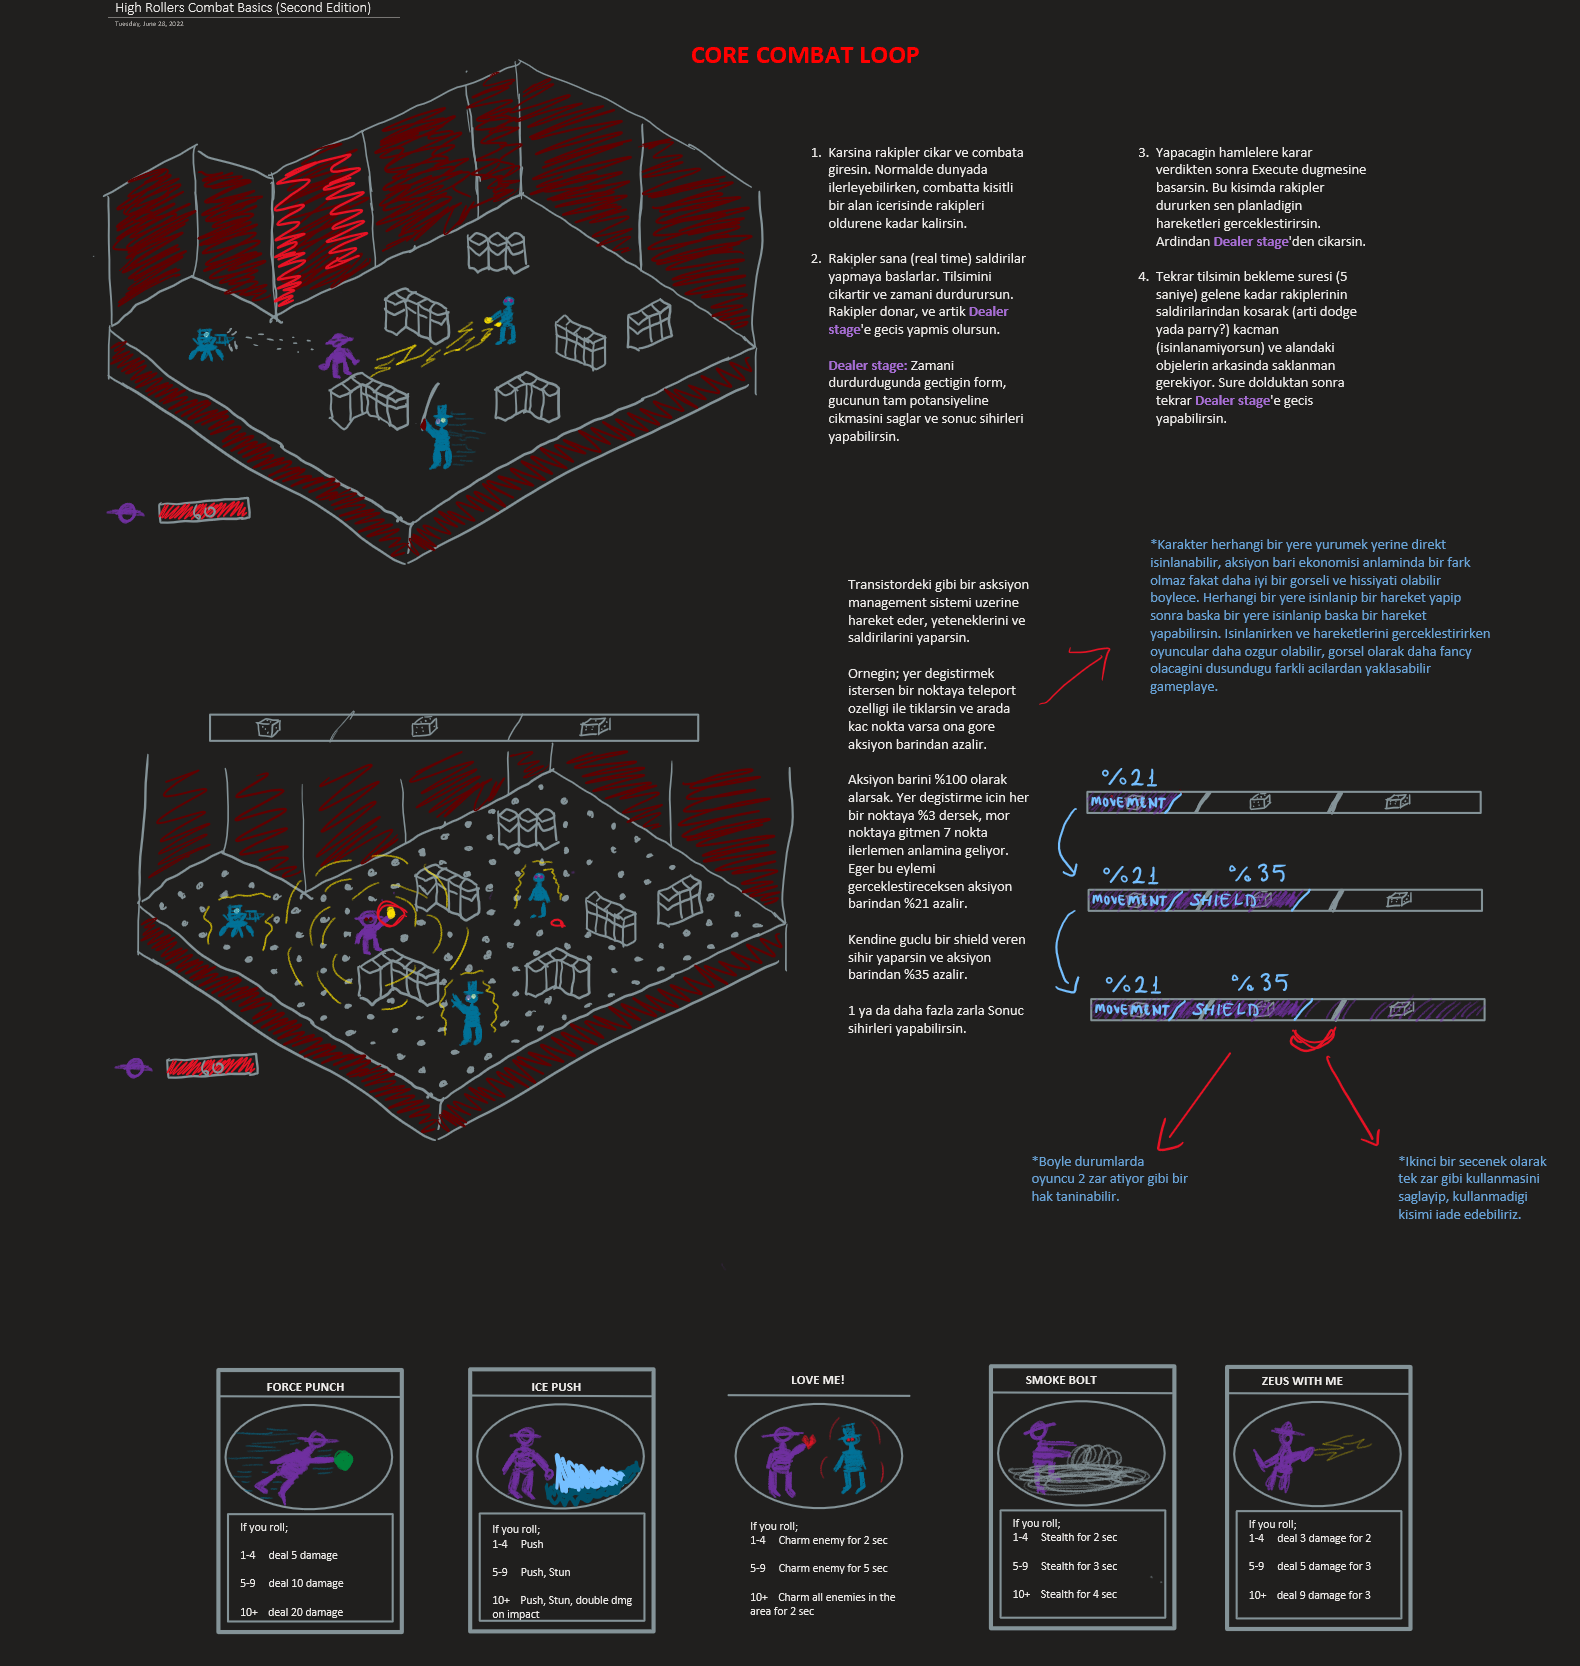 High Rollers Combat Basics (Second Edition)
Tuesday, June 28, 2022
CORE COMBAT LOOP
1. Karsina rakipler cikar ve combata
giresin. Normalde dunyada
ilerleyebilirken, combatta kisitli
bir alan icerisinde rakipleri
oldurene kadar kalirsin.
2. Rakipler sana (real time) saldirilar
yapmaya baslarlar. Tilsimini
cikartir ve zamani durdurursun.
Rakipler donar, ve artik Dealer
stage'e gecis yapmis olursun.
Dealer stage: Zamani
durdurdugunda gectigin form,
gucunun tam potansiyeline
cikmasini saglar ve sonuc sihirleri
yapabilirsin.
3. Yapacagin hamlelere karar
verdikten sonra Execute dugmesine
basarsin. Bu kisimda rakipler
dururken sen planladigin
hareketleri gerceklestirirsin.
Ardindan Dealer stage'den cikarsin.
4. Tekrar tilsimin bekleme suresi (5
saniye) gelene kadar rakiplerinin
saldirilarindan kosarak (arti dodge
yada parry?) kacman
(isinlanamiyorsun) ve alandaki
objelerin arkasinda saklanman
gerekiyor. Sure dolduktan sonra
tekrar Dealer stage'e gecis
yapabilirsin.
60
*Karakter herhangi bir yere yurumek yerine direkt
isinlanabilir, aksiyon bari ekonomisi anlaminda bir fark
olmaz fakat daha iyi bir gorseli ve hissiyati olabilir
boylece. Herhangi bir yere isinlanip bir hareket yapip
sonra baska bir yere isinlanip baska bir hareket
yapabilirsin. Isinlanirken ve hareketlerini gerceklestirirken
oyuncular daha ozgur olabilir, gorsel olarak daha fancy
olacagini dusundugu farkli acilardan yaklasabilir
gameplaye.
Transistordeki gibi bir asksiyon
management sistemi uzerine
hareket eder, yeteneklerini ve
saldirilarini yaparsin.
Ornegin; yer degistirmek
istersen bir noktaya teleport
ozelligi ile tiklarsin ve arada
kac nokta varsa ona gore
aksiyon barindan azalir.
Aksiyon barini %100 olarak
alarsak. Yer degistirme icin her
bir noktaya %3 dersek, mor
noktaya gitmen 7 nokta
ilerlemen anlamina geliyor.
Eger bu eylemi
gerceklestireceksen aksiyon
barindan %21 azalir.
Kendine guclu bir shield veren
sihir yaparsin ve aksiyon
barindan %35 azalir.
1 ya da daha fazla zarla Sonuc
sihirleri yapabilirsin.
60
%21
MOVEMENT
%21 %35
MOVEMENT SHIELD
%21 %35
MOVEMENT SHIELD
*Boyle durumlarda
oyuncu 2 zar atiyor gibi bir
hak taninabilir.
*Ikinci bir secenek olarak
tek zar gibi kullanmasini
saglayip, kullanmadigi
kisimi iade edebiliriz.
FORCE PUNCH
If you roll;
1-4 deal 5 damage
5-9 deal 10 damage
10+ deal 20 damage
ICE PUSH
If you roll;
1-4 Push
5-9 Push, Stun
10+ Push, Stun, double dmg
on impact
LOVE ME!
If you roll;
1-4 Charm enemy for 2 sec
5-9 Charm enemy for 5 sec
10+ Charm all enemies in the
area for 2 sec
SMOKE BOLT
If you roll;
1-4 Stealth for 2 sec
5-9 Stealth for 3 sec
10+ Stealth for 4 sec
ZEUS WITH ME
If you roll;
1-4 deal 3 damage for 2
5-9 deal 5 damage for 3
10+ deal 9 damage for 3